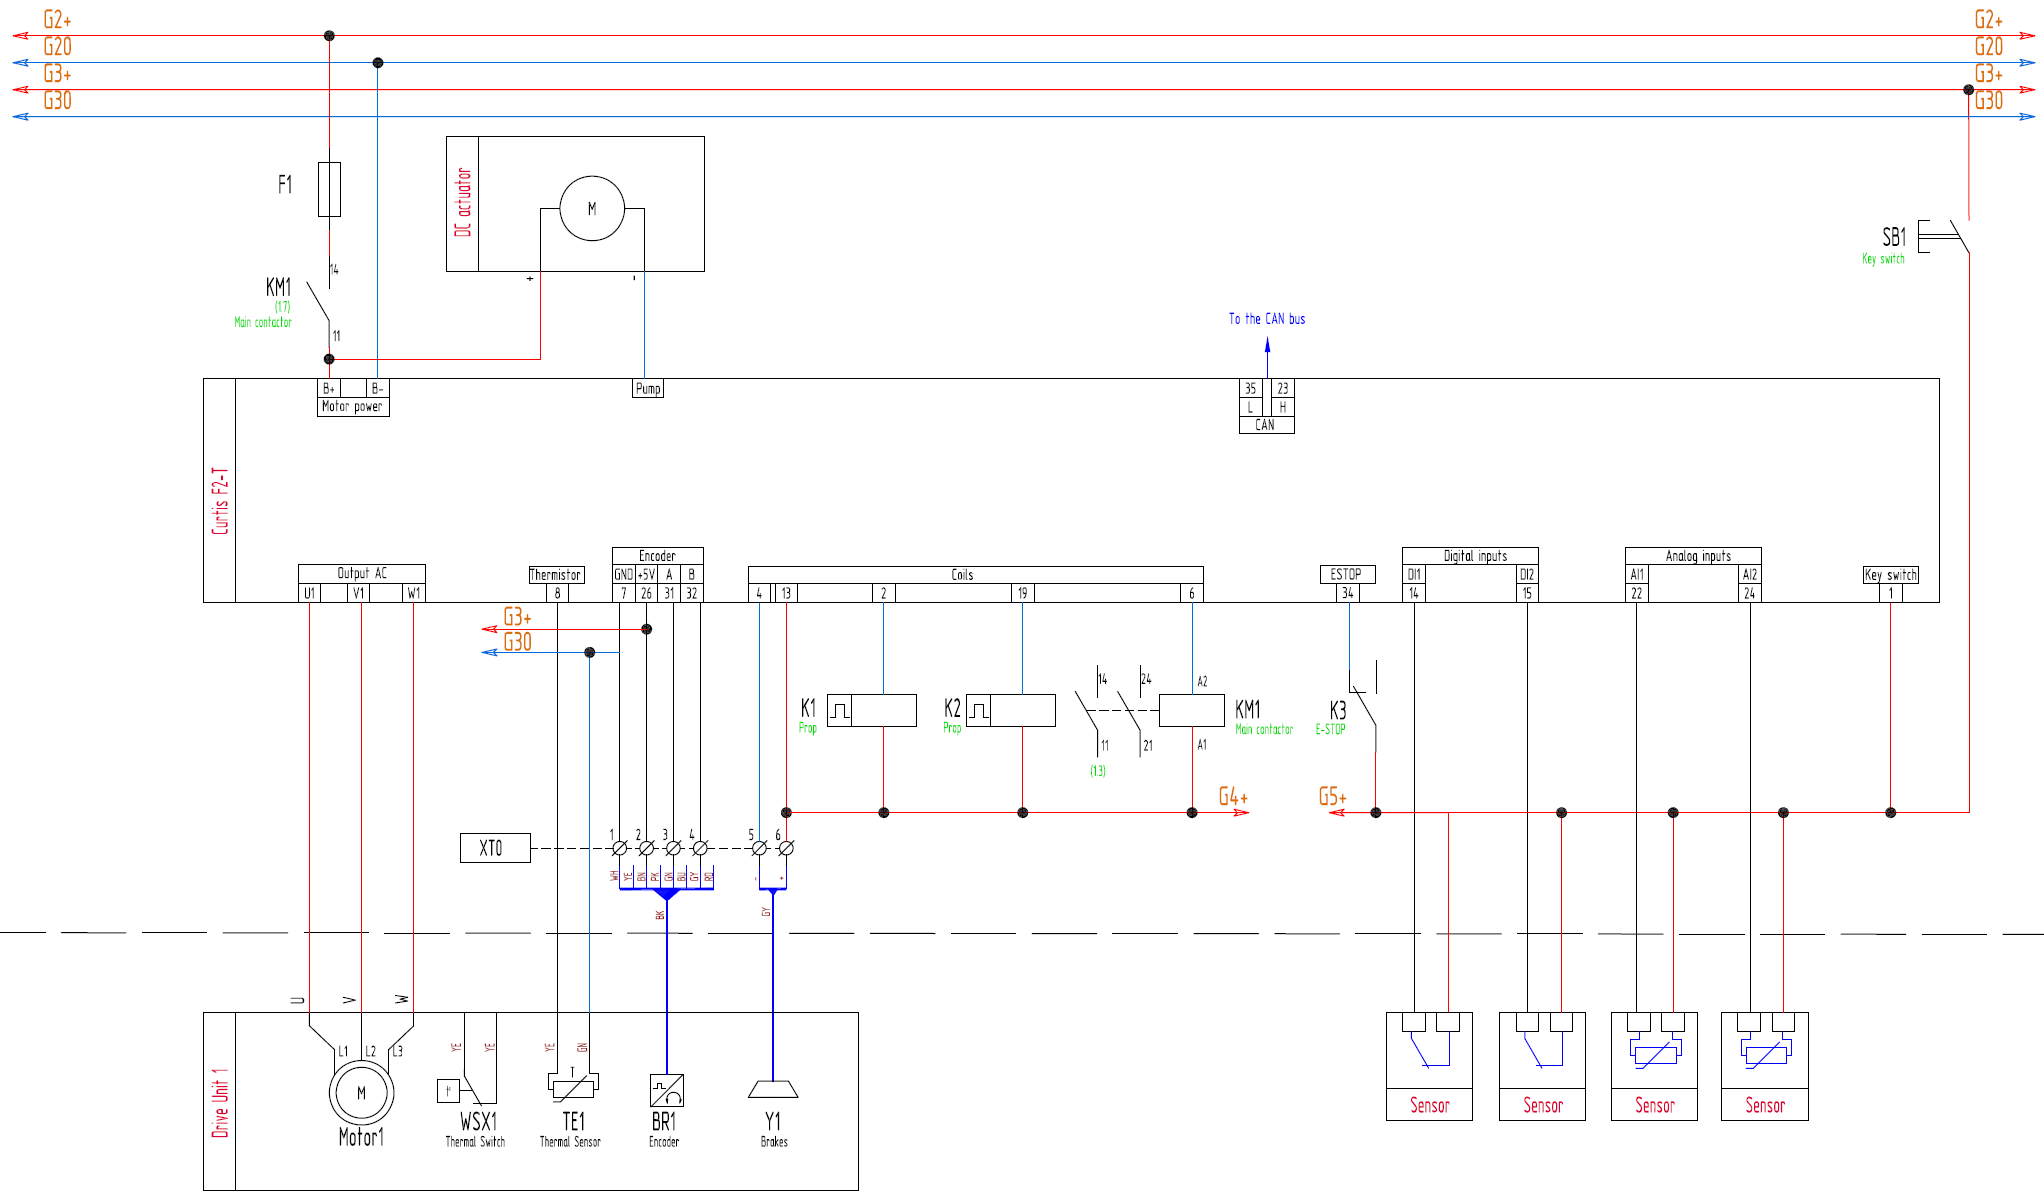 G2+
G2+
G20
G20
G3+
G3+
G30
G30
F1
DC actuator
M
+
-
14
KM1
(1.7)
Main contactor
11
SB1
Key switch
To the CAN bus
B+
B-
Motor power
Pump
35
23
L
H
CAN
Curtis F2-T
Output AC
U1
V1
W1
Thermistor
8
Encoder
GND
+5V
A
B
7
26
31
32
Coils
4
13
2
19
6
ESTOP
34
Digital inputs
DI1
DI2
14
15
Analog inputs
AI1
AI2
22
24
Key switch
1
G3+
G30
K1
Prop
K2
Prop
14
24
11
21
(1.3)
A2
A1
KM1
Main contactor
K3
E-STOP
G4+
G5+
XT0
1
2
3
4
5
6
WH
YE
BN
PK
GN
BU
GY
RD
-
+
BK
GY
U
V
W
Drive Unit 1
L1
L2
L3
M
Motor1
YE
YE
WSX1
Thermal Switch
YE
GN
T
TE1
Thermal Sensor
BR1
Encoder
Y1
Brakes
Sensor
Sensor
Sensor
Sensor